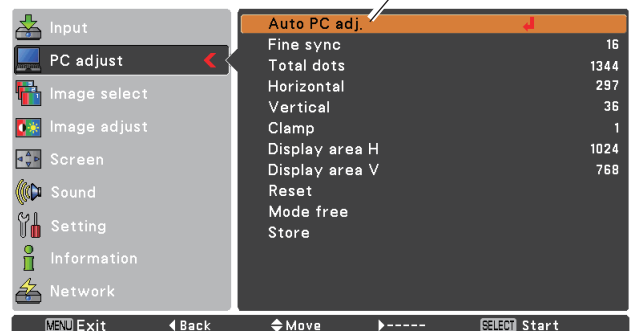 Input
PC adjust
Image select
Image adjust
Screen
Sound
Setting
Information
Network
Auto PC adj.
Fine sync 16
Total dots 1344
Horizontal 297
Vertical 36
Clamp 1
Display area H 1024
Display area V 768
Reset
Mode free
Store
MENU Exit Back Move ----- SELECT Start